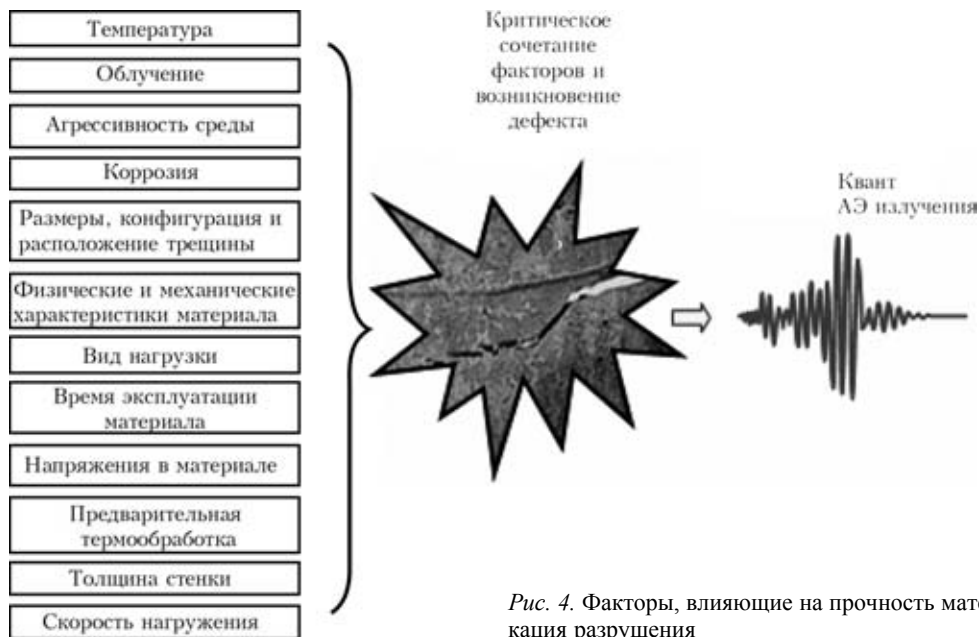 Температура
Облучение
Агрессивность среды
Коррозия
Размеры, конфигурация и
расположение трещины
Физические и механические
характеристики материала
Вид нагрузки
Время эксплуатации
материала
Напряжения в материале
Предварительная
термообработка
Толщина стенки
Скорость нагружения
Критическое
сочетание
факторов и
возникновение
дефекта
Квант
АЭ излучения
Рис. 4. Факторы, влияющие на прочность мате
кация разрушения